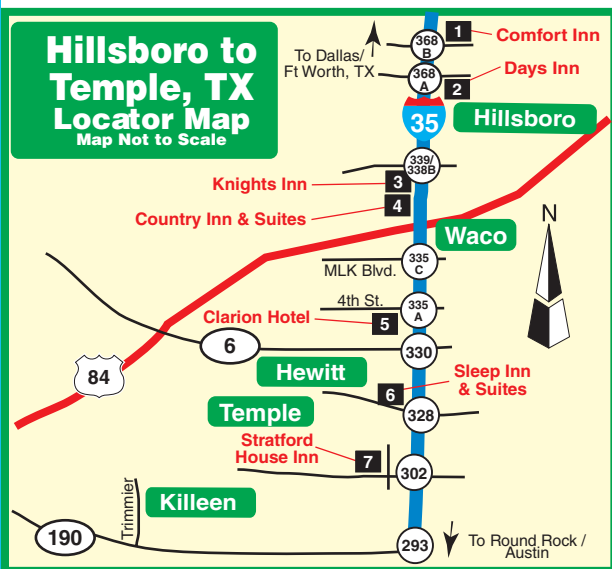 Hillsboro to
Temple, TX
Locator Map
Map Not to Scale
To Dallas/
Ft Worth, TX
368
B
1
Comfort Inn
368
A
2
Days Inn
35
Hillsboro
339/
338B
Knights Inn
3
Country Inn & Suites
4
N
Waco
335
C
MLK Blvd.
4th St.
335
A
Clarion Hotel
5
6
330
84
Hewitt
Sleep Inn
& Suites
6
Temple
328
Stratford
House Inn
7
302
Killeen
Trimmier
190
293
To Round Rock /
Austin